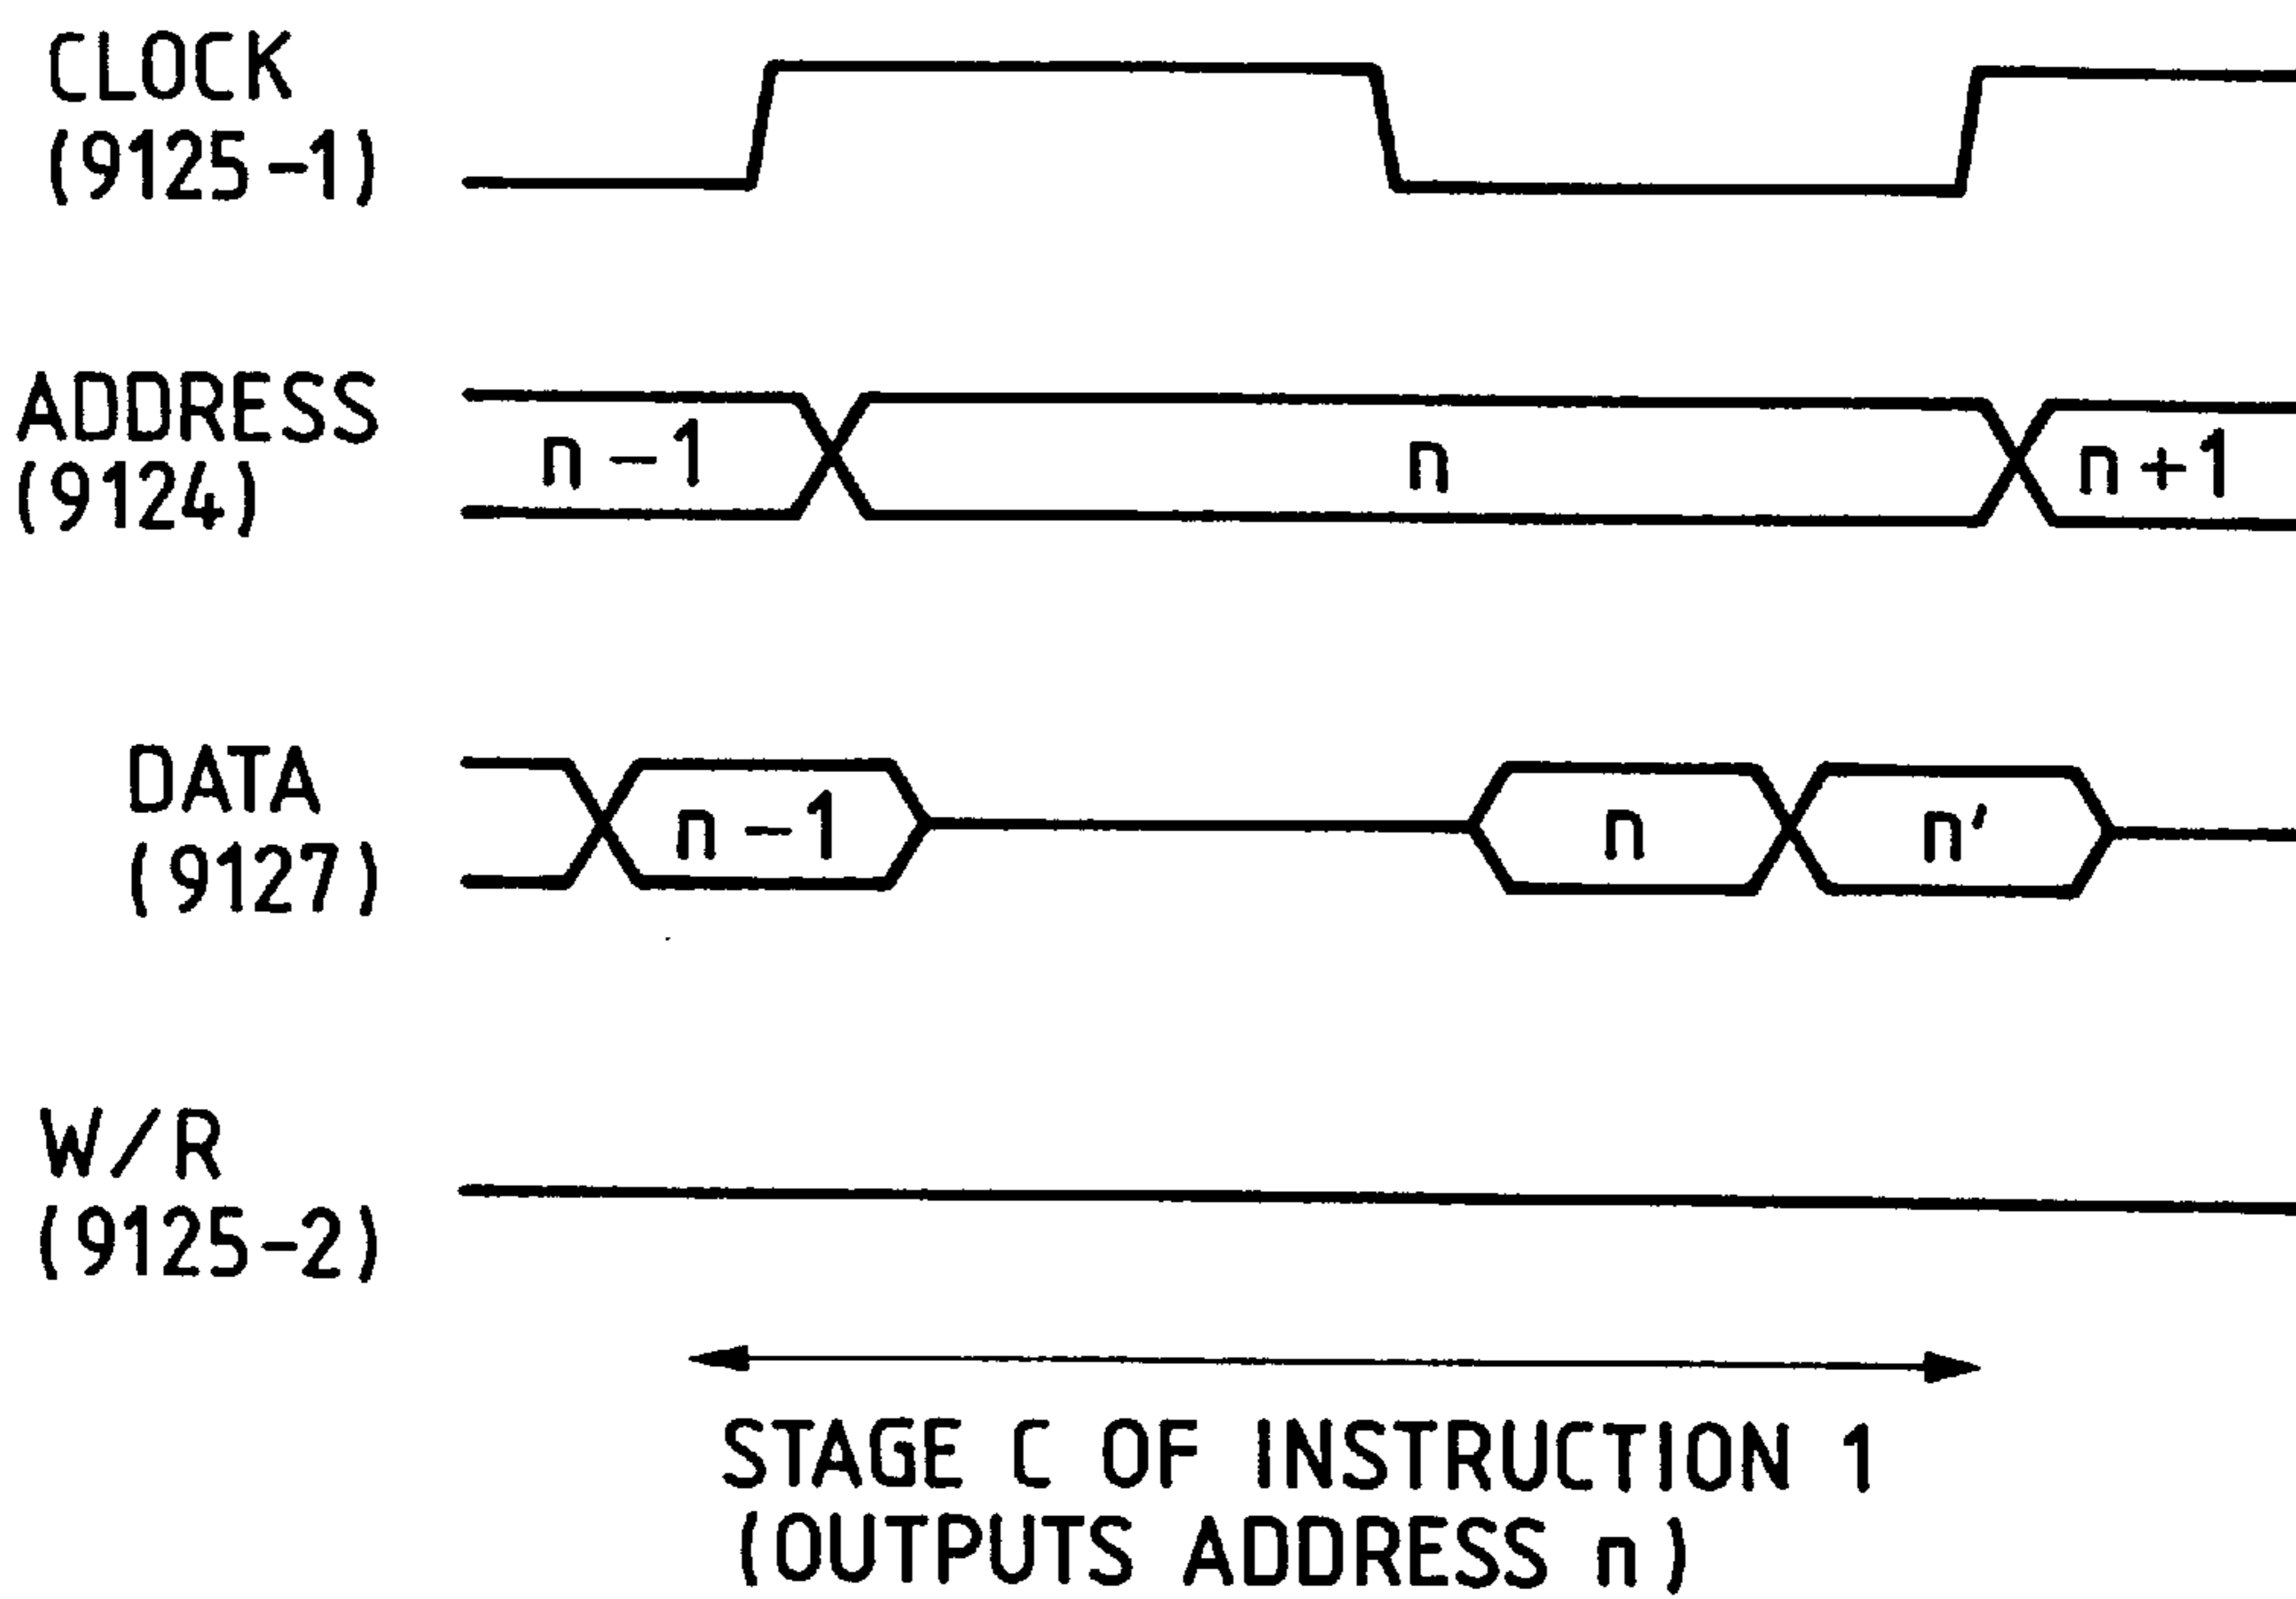 CLOCK
(9125-1)
ADDRESS
(9124)
n-1
n
n+1
DATA
(9127)
n-1
n
n'
W/R
(9125-2)
STAGE C OF INSTRUCTION 1
(OUTPUTS ADDRESS n)